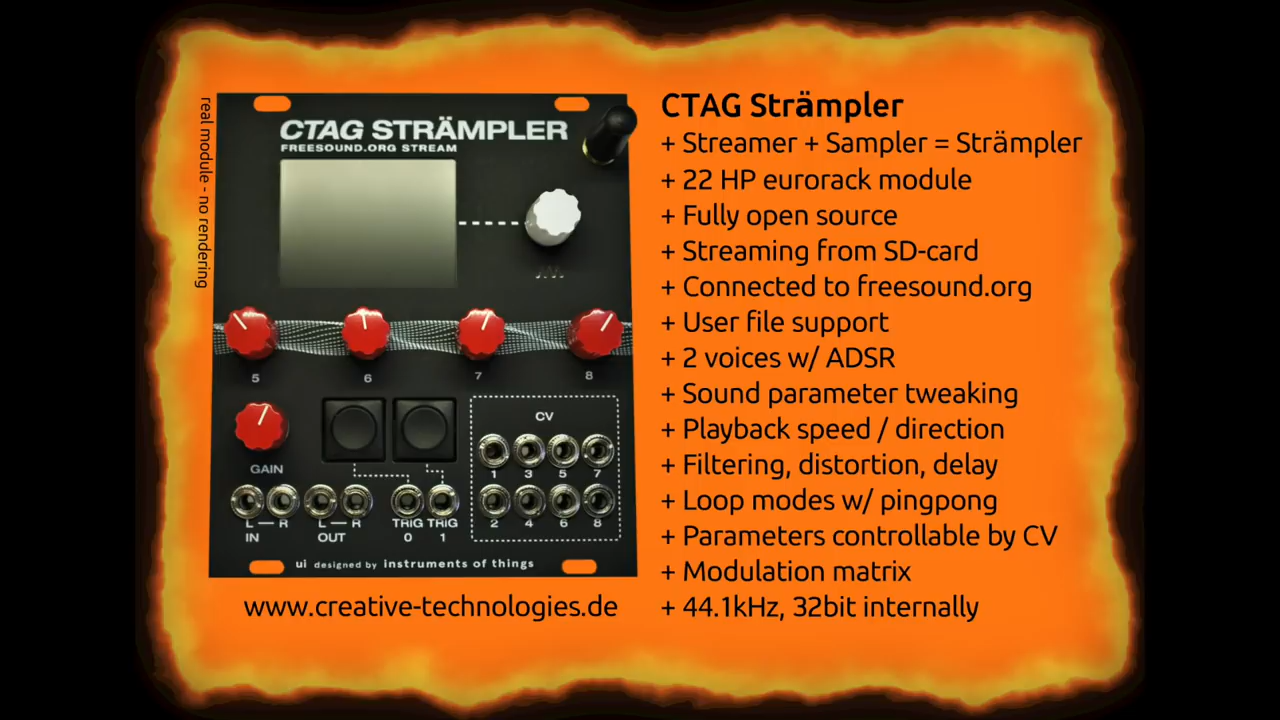 real module - no rendering
CTAG STRÄMPLER
FREESOUND.ORG STREAM
5 6 7 8
GAIN
CV
1 3 5 7
2 4 6 8
L — R L — R TRIG TRIG
IN OUT 0 1
ui designed by instruments of things
www.creative-technologies.de
CTAG Strämpler
+ Streamer + Sampler = Strämpler
+ 22 HP eurorack module
+ Fully open source
+ Streaming from SD-card
+ Connected to freesound.org
+ User file support
+ 2 voices w/ ADSR
+ Sound parameter tweaking
+ Playback speed / direction
+ Filtering, distortion, delay
+ Loop modes w/ pingpong
+ Parameters controllable by CV
+ Modulation matrix
+ 44.1kHz, 32bit internally